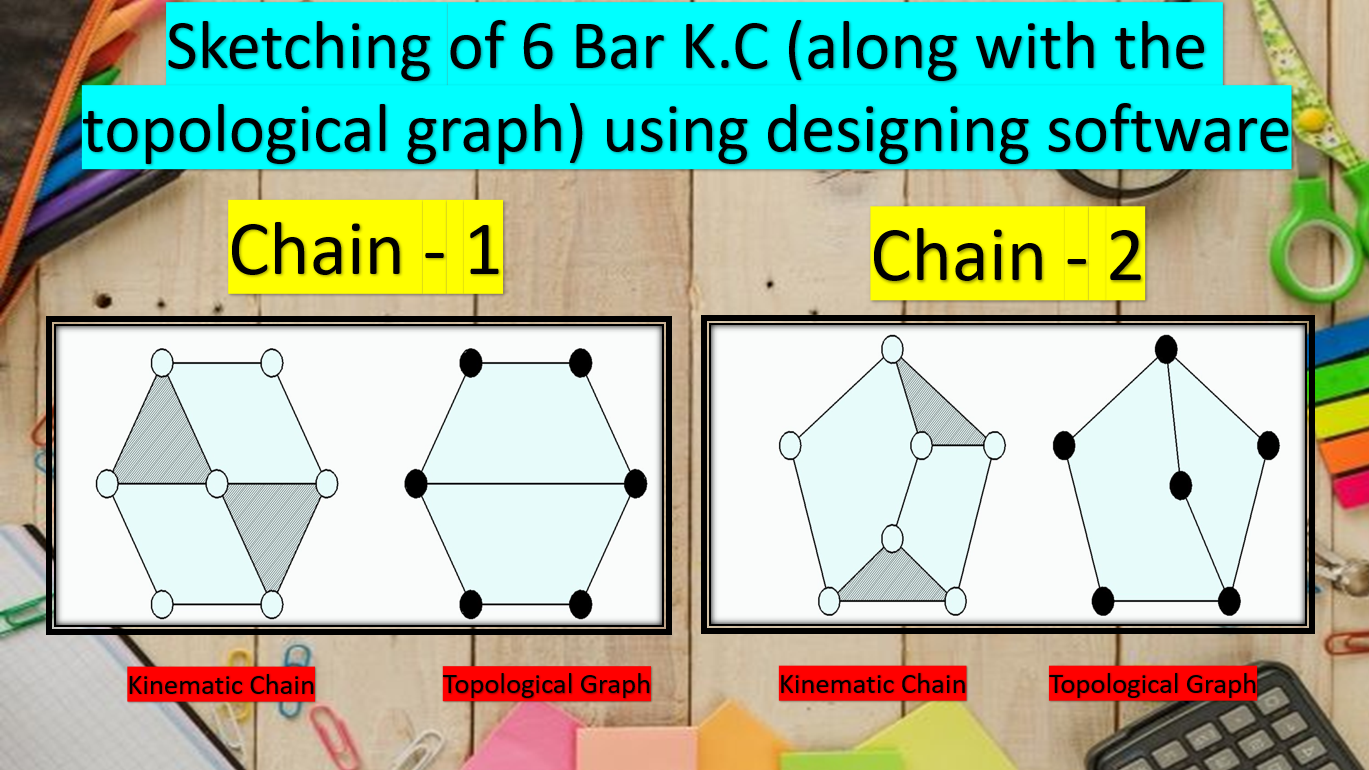 Sketching of 6 Bar K.C (along with the
topological graph) using designing software
Chain - 1
Chain - 2
Kinematic Chain
Topological Graph
Kinematic Chain
Topological Graph